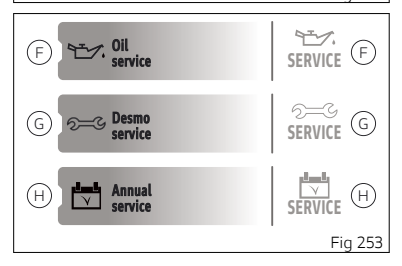 F Oil service SERVICE F
G Desmo service SERVICE G
H Annual service SERVICE H
Fig 253